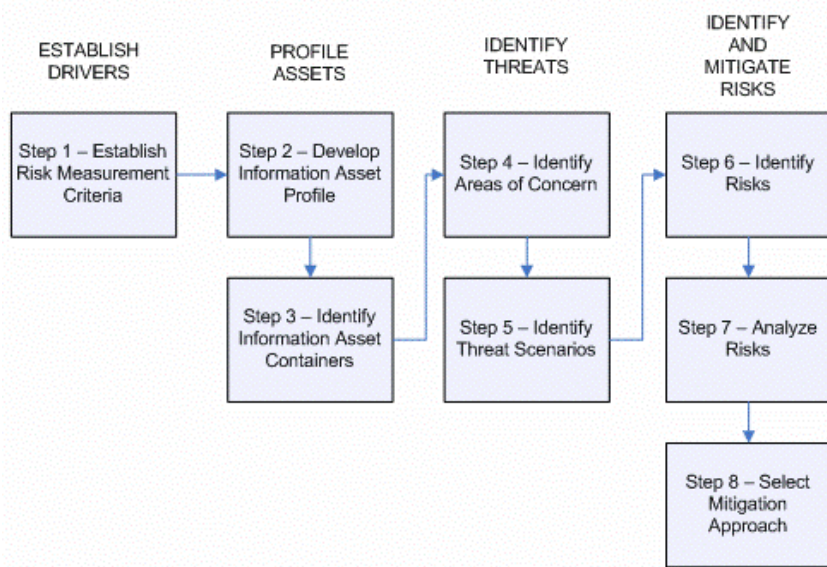 ESTABLISH
DRIVERS
PROFILE
ASSETS
IDENTIFY
THREATS
IDENTIFY
AND
MITIGATE
RISKS
Step 1 – Establish
Risk Measurement
Criteria
Step 2 – Develop
Information Asset
Profile
Step 3 – Identify
Information Asset
Containers
Step 4 – Identify
Areas of Concern
Step 5 – Identify
Threat Scenarios
Step 6 – Identify
Risks
Step 7 – Analyze
Risks
Step 8 – Select
Mitigation
Approach